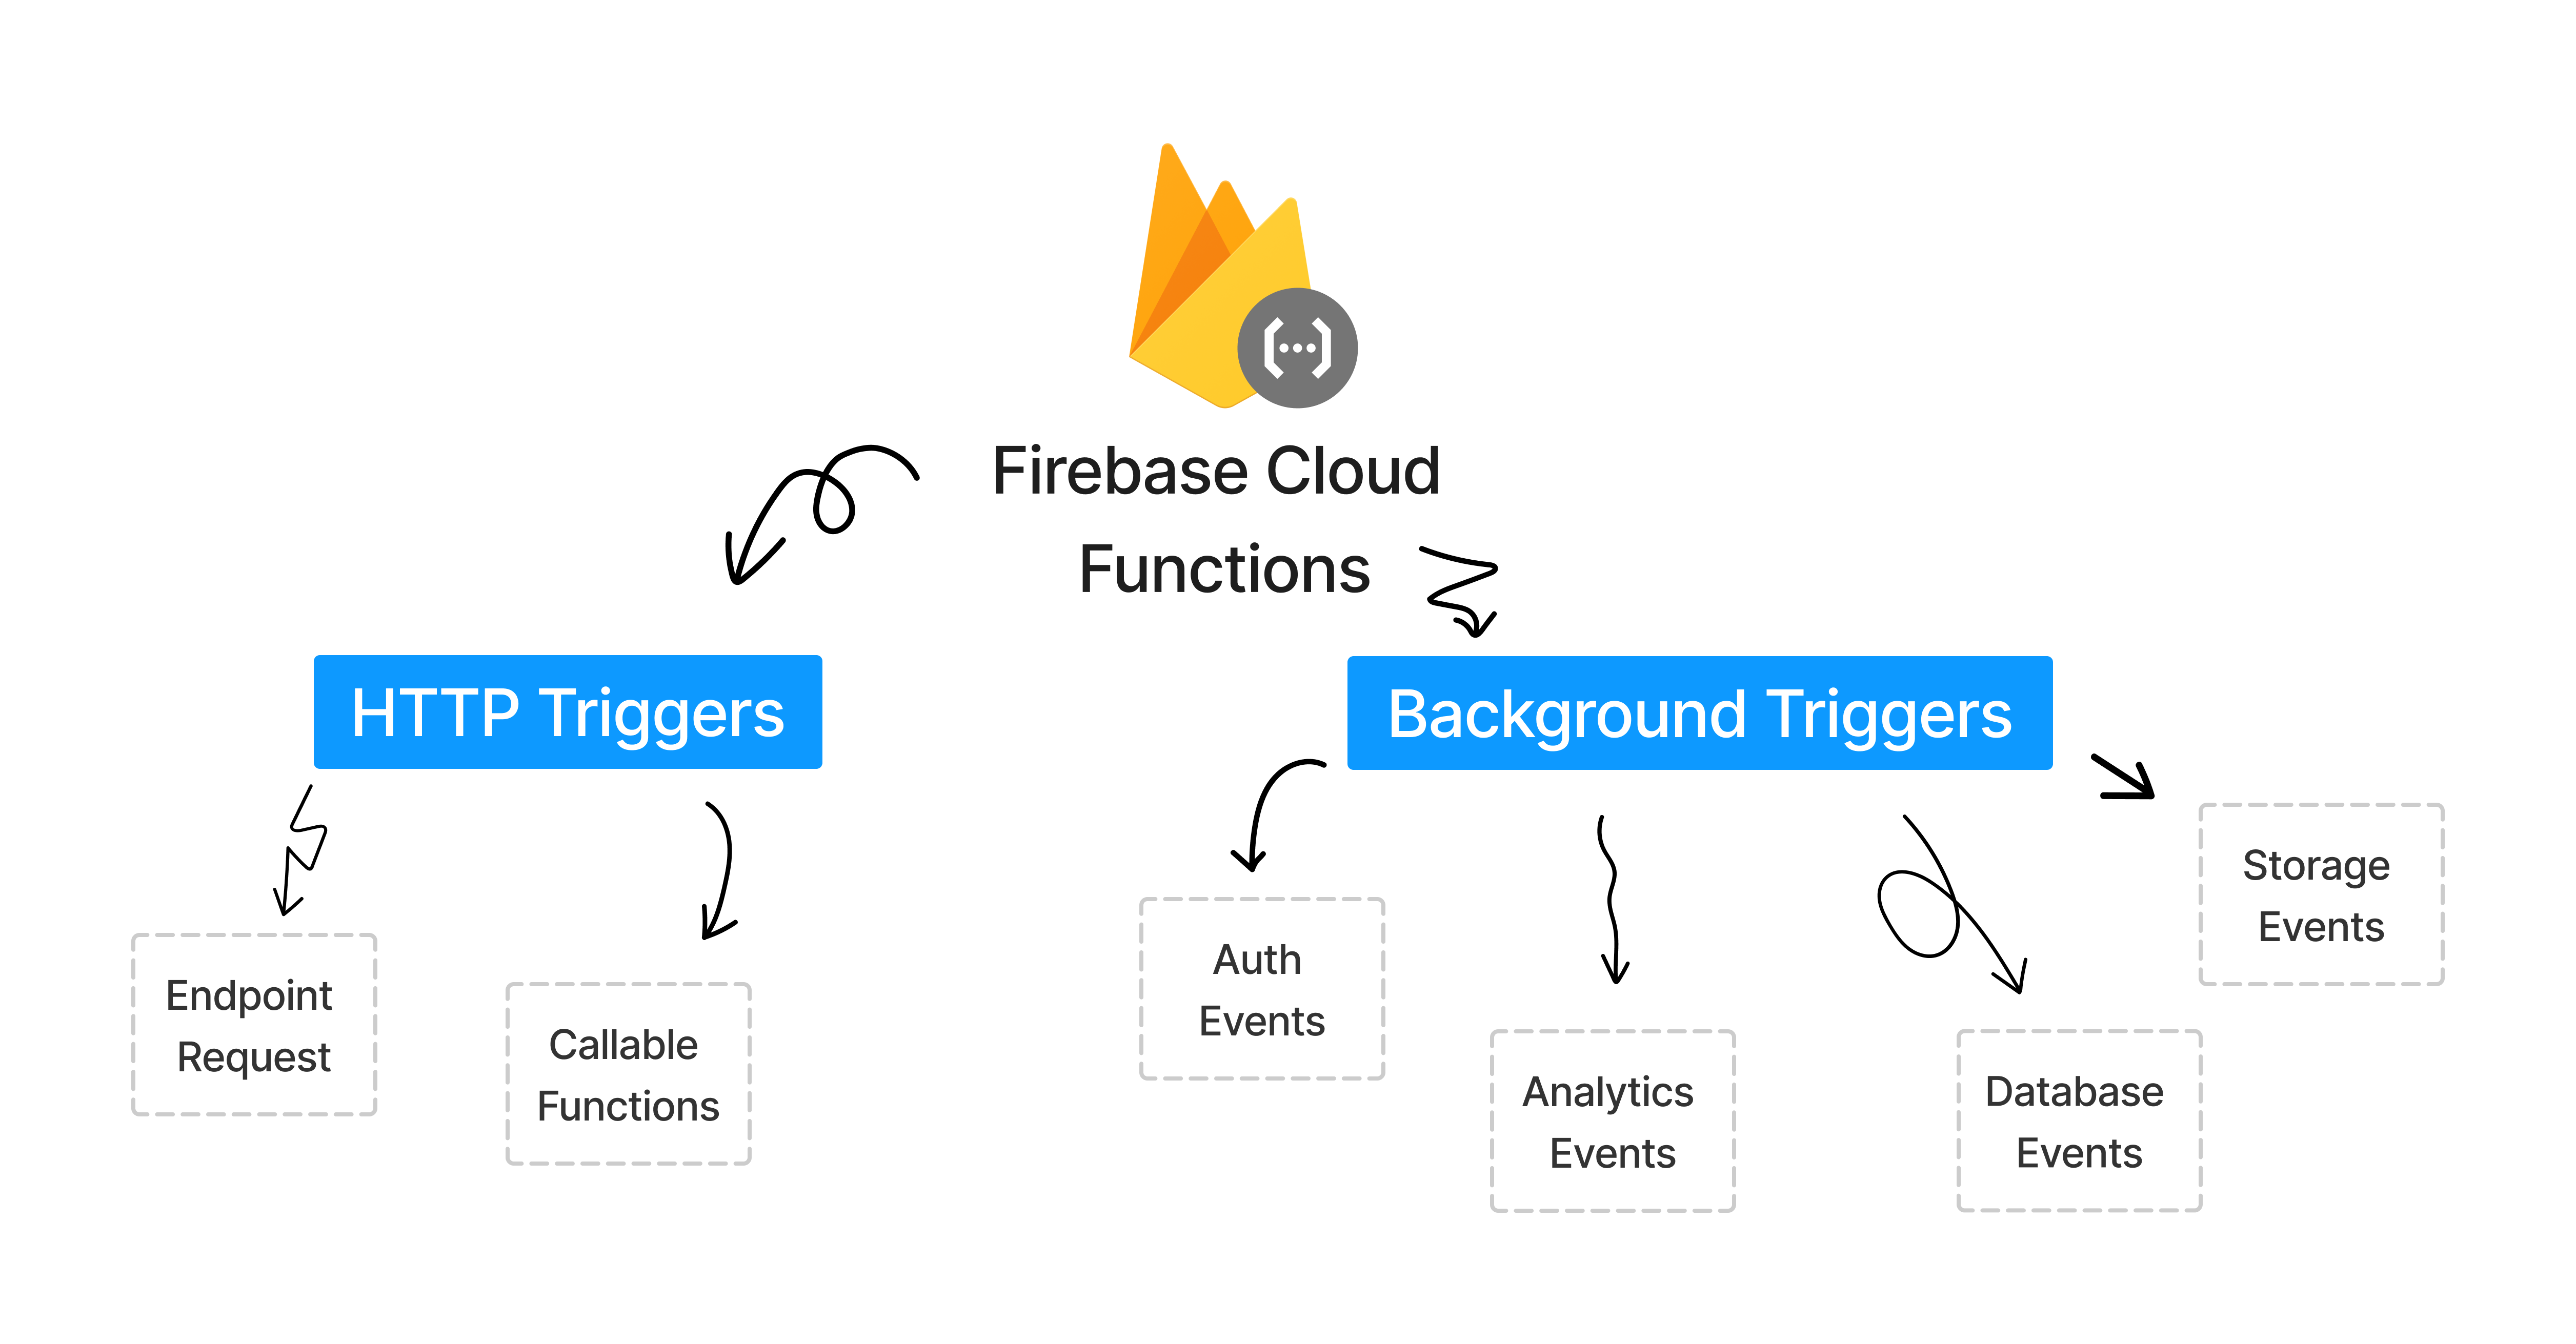 Firebase Cloud
Functions
HTTP Triggers
Background Triggers
Endpoint
Request
Callable
Functions
Auth
Events
Analytics
Events
Database
Events
Storage
Events